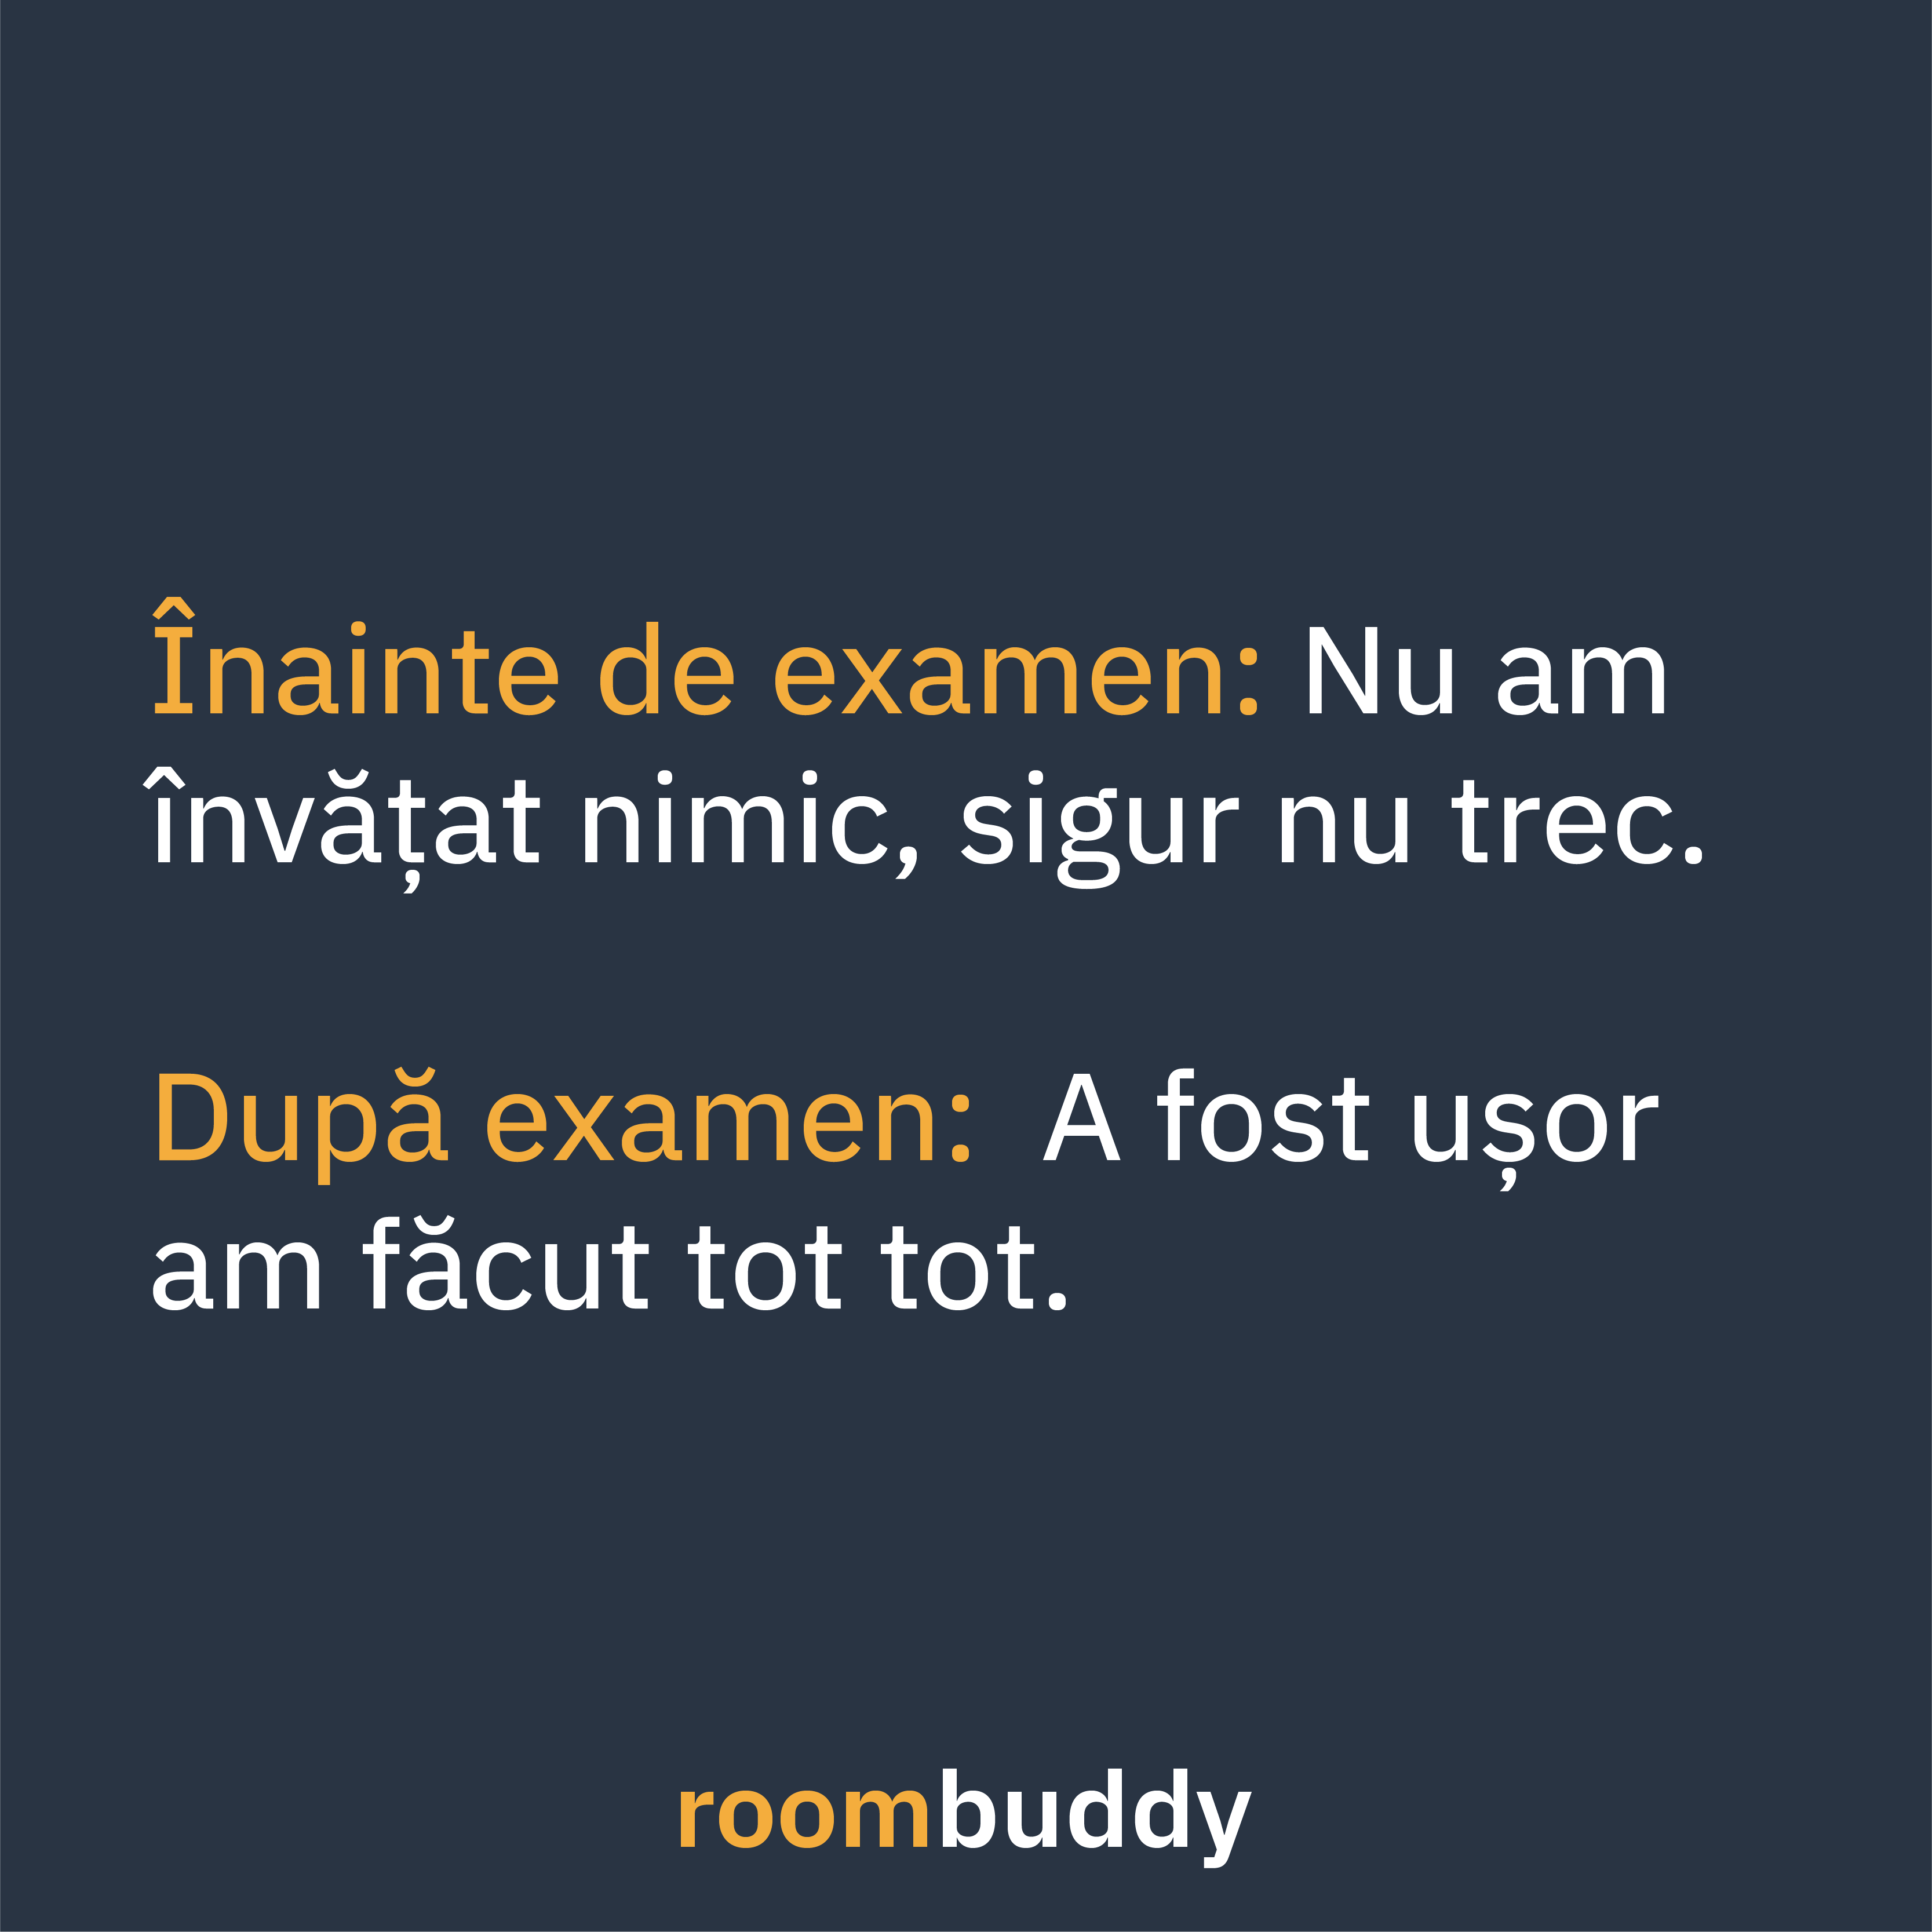 Înainte de examen: Nu am
învățat nimic, sigur nu trec.
După examen: A fost ușor
am făcut tot tot.
roombuddy